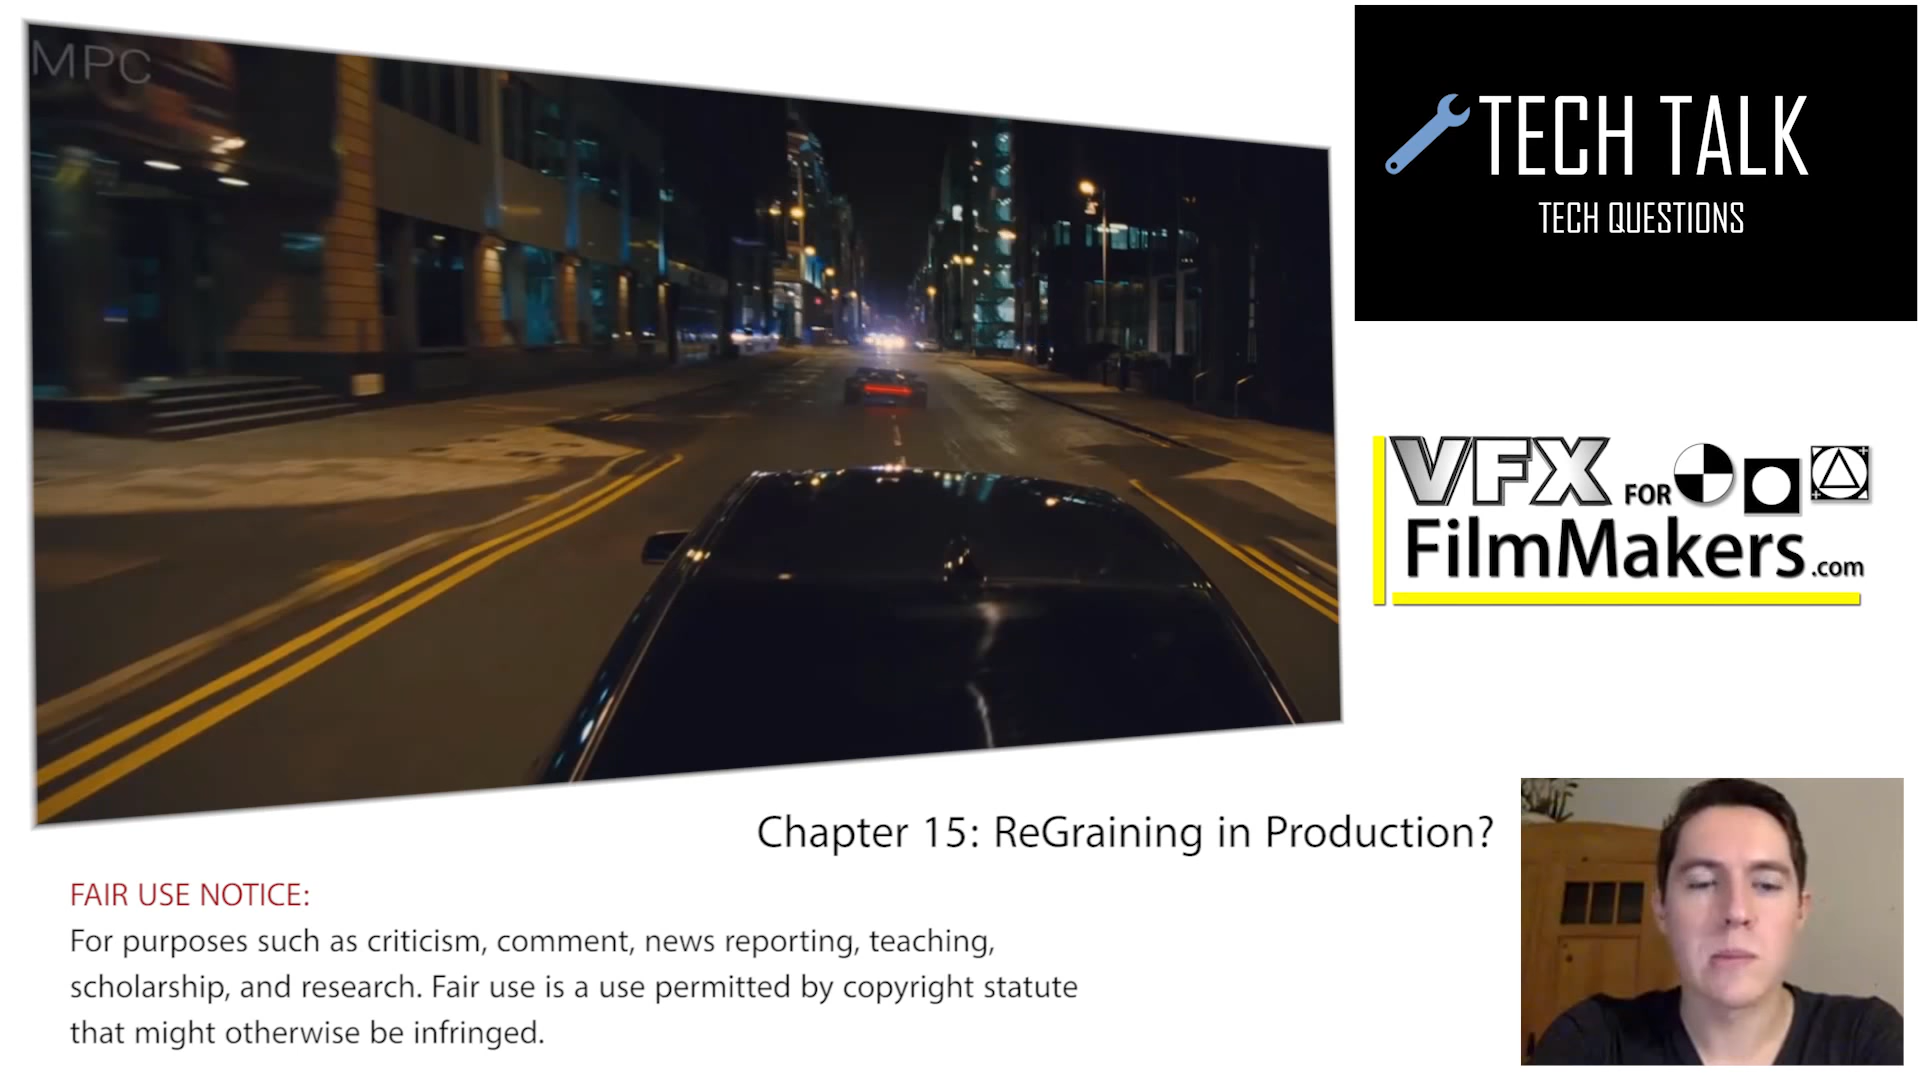 MPC
TECH TALK
TECH QUESTIONS
VFX FOR
FilmMakers.com
Chapter 15: ReGraining in Production?
FAIR USE NOTICE:
For purposes such as criticism, comment, news reporting, teaching,
scholarship, and research. Fair use is a use permitted by copyright statute
that might otherwise be infringed.